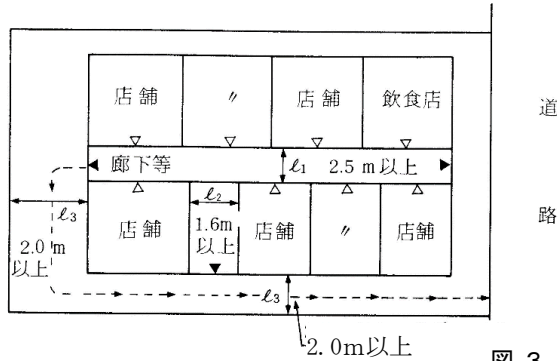 店舗 〃 店舗 飲食店
道
廊下等 ℓ₁ 2.5 m以上
路
ℓ₃
2.0 m
以上
店舗
ℓ₂
1.6m
以上
店舗 〃 店舗
ℓ₃
2.0m以上
図 3